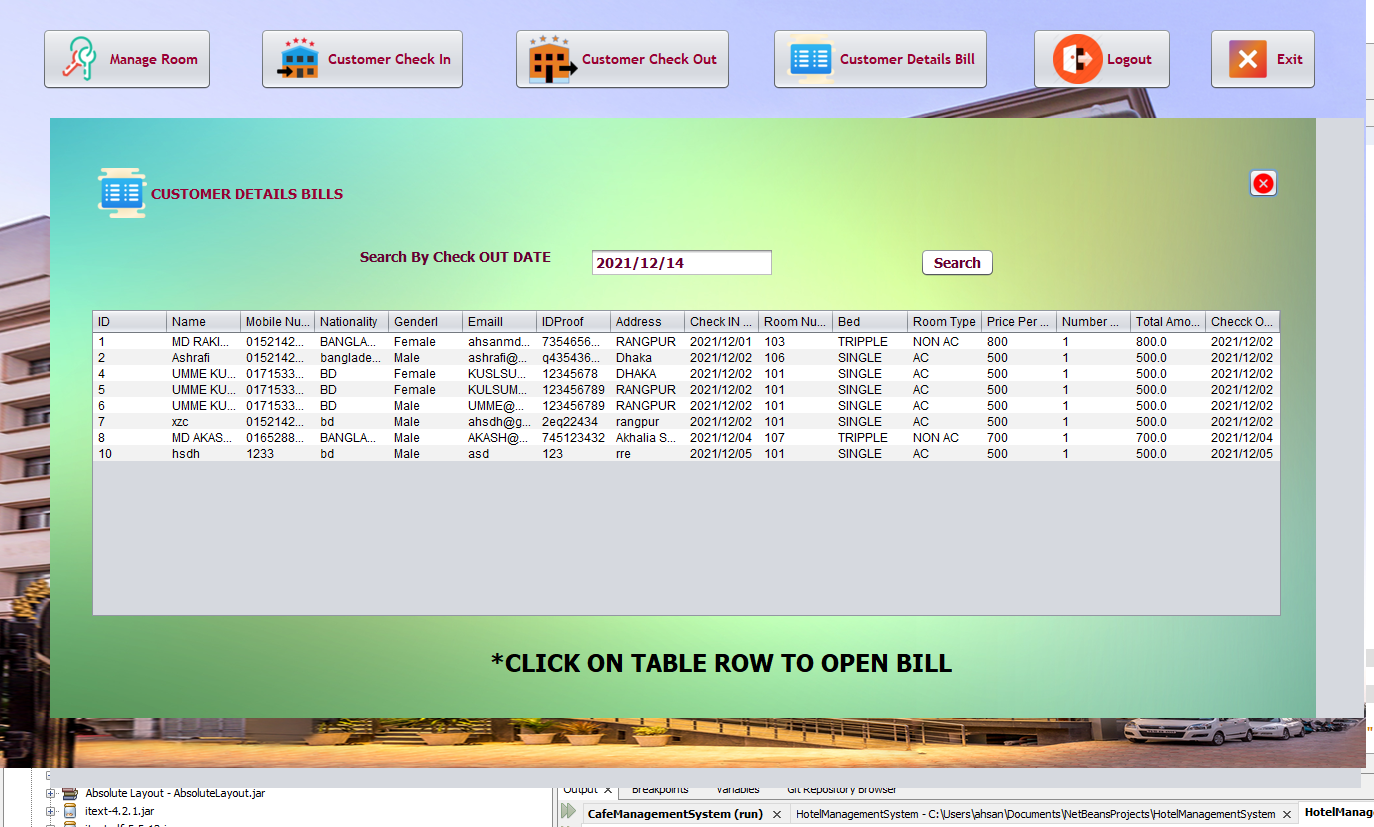 Manage Room Customer Check In Customer Check Out Customer Details Bill Logout Exit
CUSTOMER DETAILS BILLS
Search By Check OUT DATE 2021/12/14 Search
ID Name Mobile Nu... Nationality Genderl Emaill IDProof Address Check IN ... Room Nu... Bed Room Type Price Per ... Number ... Total Amo... Checck O...
1 MD RAKI... 0152142... BANGLA... Female ahsanmd... 7354656... RANGPUR 2021/12/01 103 TRIPPLE NON AC 800 1 800.0 2021/12/02
2 Ashrafi 0152142... banglade... Male ashrafi@... q435436... Dhaka 2021/12/02 106 SINGLE AC 500 1 500.0 2021/12/02
4 UMME KU... 0171533... BD Female KUSLSU... 12345678 DHAKA 2021/12/02 101 SINGLE AC 500 1 500.0 2021/12/02
5 UMME KU... 0171533... BD Female KULSUM... 123456789 RANGPUR 2021/12/02 101 SINGLE AC 500 1 500.0 2021/12/02
6 UMME KU... 0171533... BD Male UMME@... 123456789 RANGPUR 2021/12/02 101 SINGLE AC 500 1 500.0 2021/12/02
7 xzc 0152142... bd Male ahsdh@g... 2eq22434 rangpur 2021/12/02 101 SINGLE AC 500 1 500.0 2021/12/02
8 MD AKAS... 0165288... BANGLA... Male AKASH@... 745123432 Akhalia S... 2021/12/04 107 TRIPPLE NON AC 700 1 700.0 2021/12/04
10 hsdh 1233 bd Male asd 123 rre 2021/12/05 101 SINGLE AC 500 1 500.0 2021/12/05
*CLICK ON TABLE ROW TO OPEN BILL
Absolute Layout - AbsoluteLayout.jar Output Breakpoints Variables Git Repository Browser
itext-4.2.1.jar CafeManagementSystem (run) HotelManagementSystem - C:\Users\ahsan\Documents\NetBeansProjects\HotelManagementSystem HotelManag